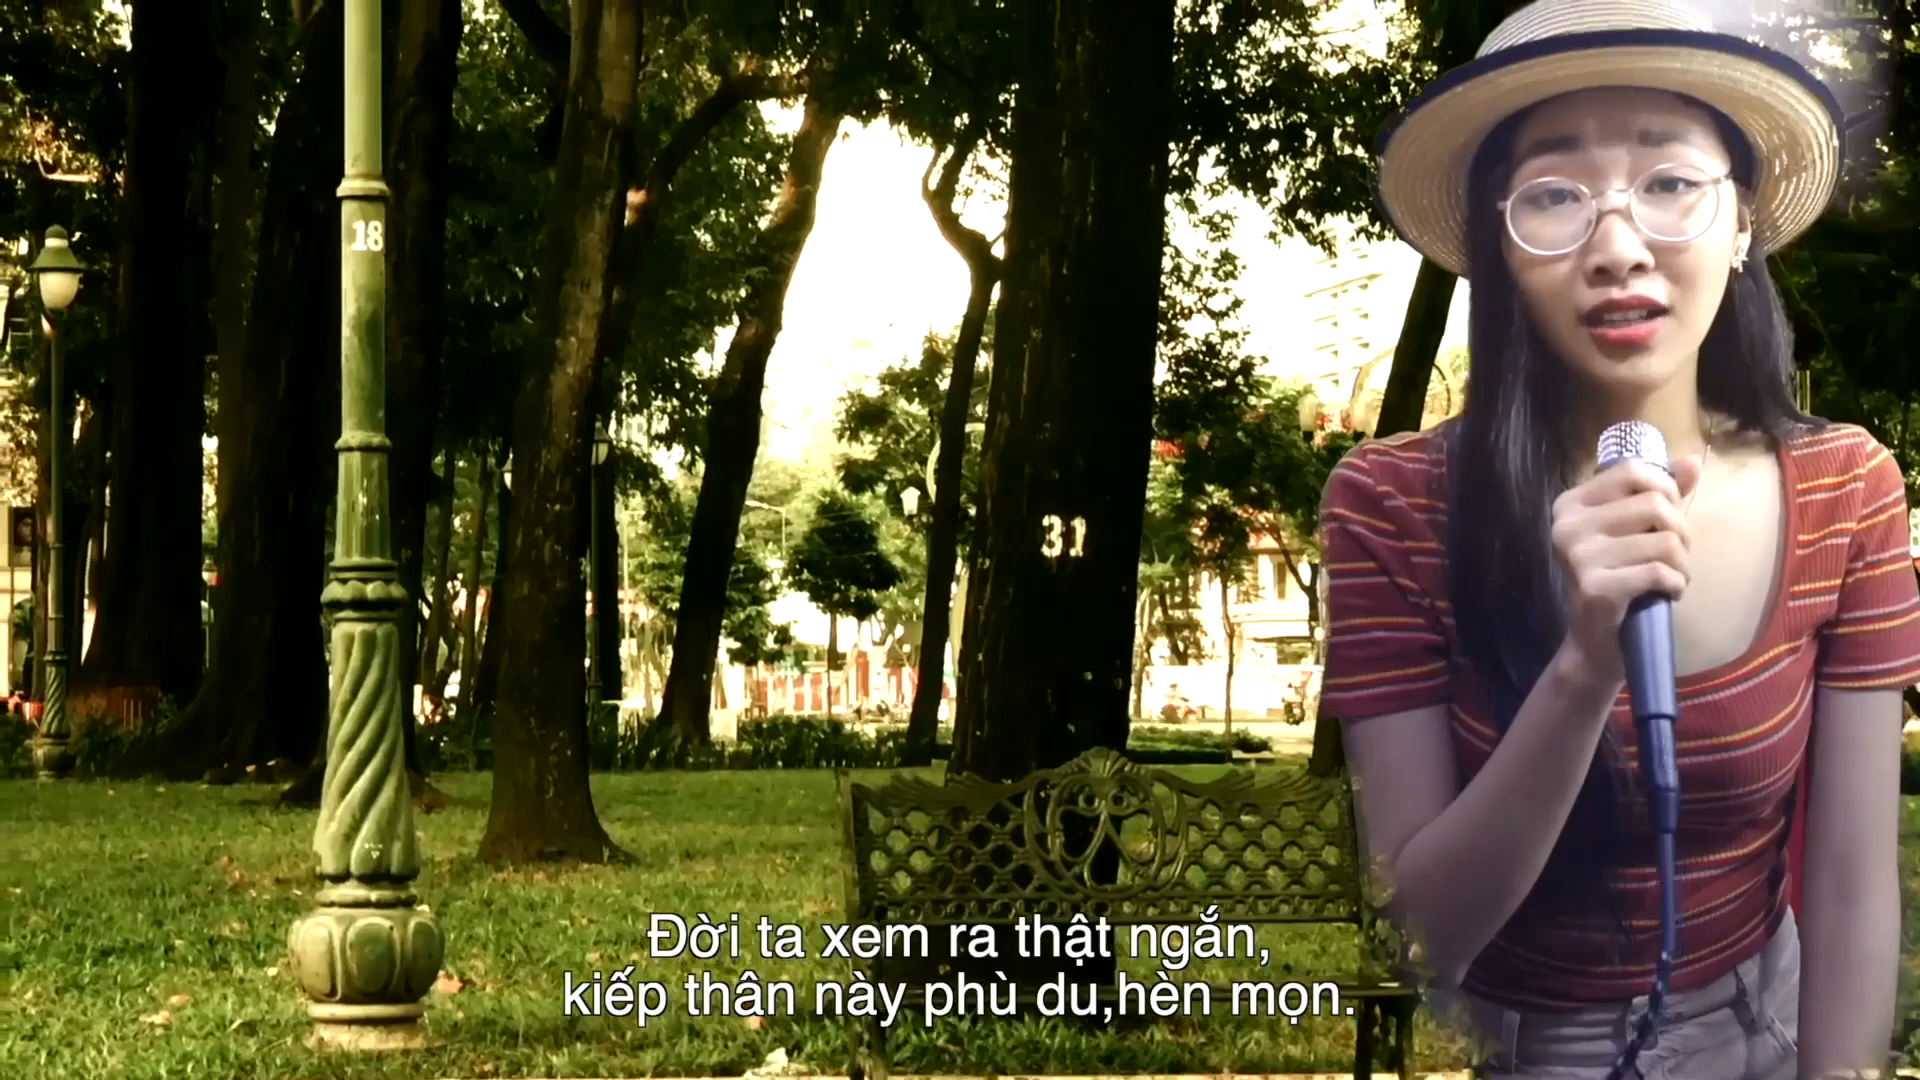 18
31
Đời ta xem ra thật ngắn,
kiếp thân này phù du,hèn mọn.